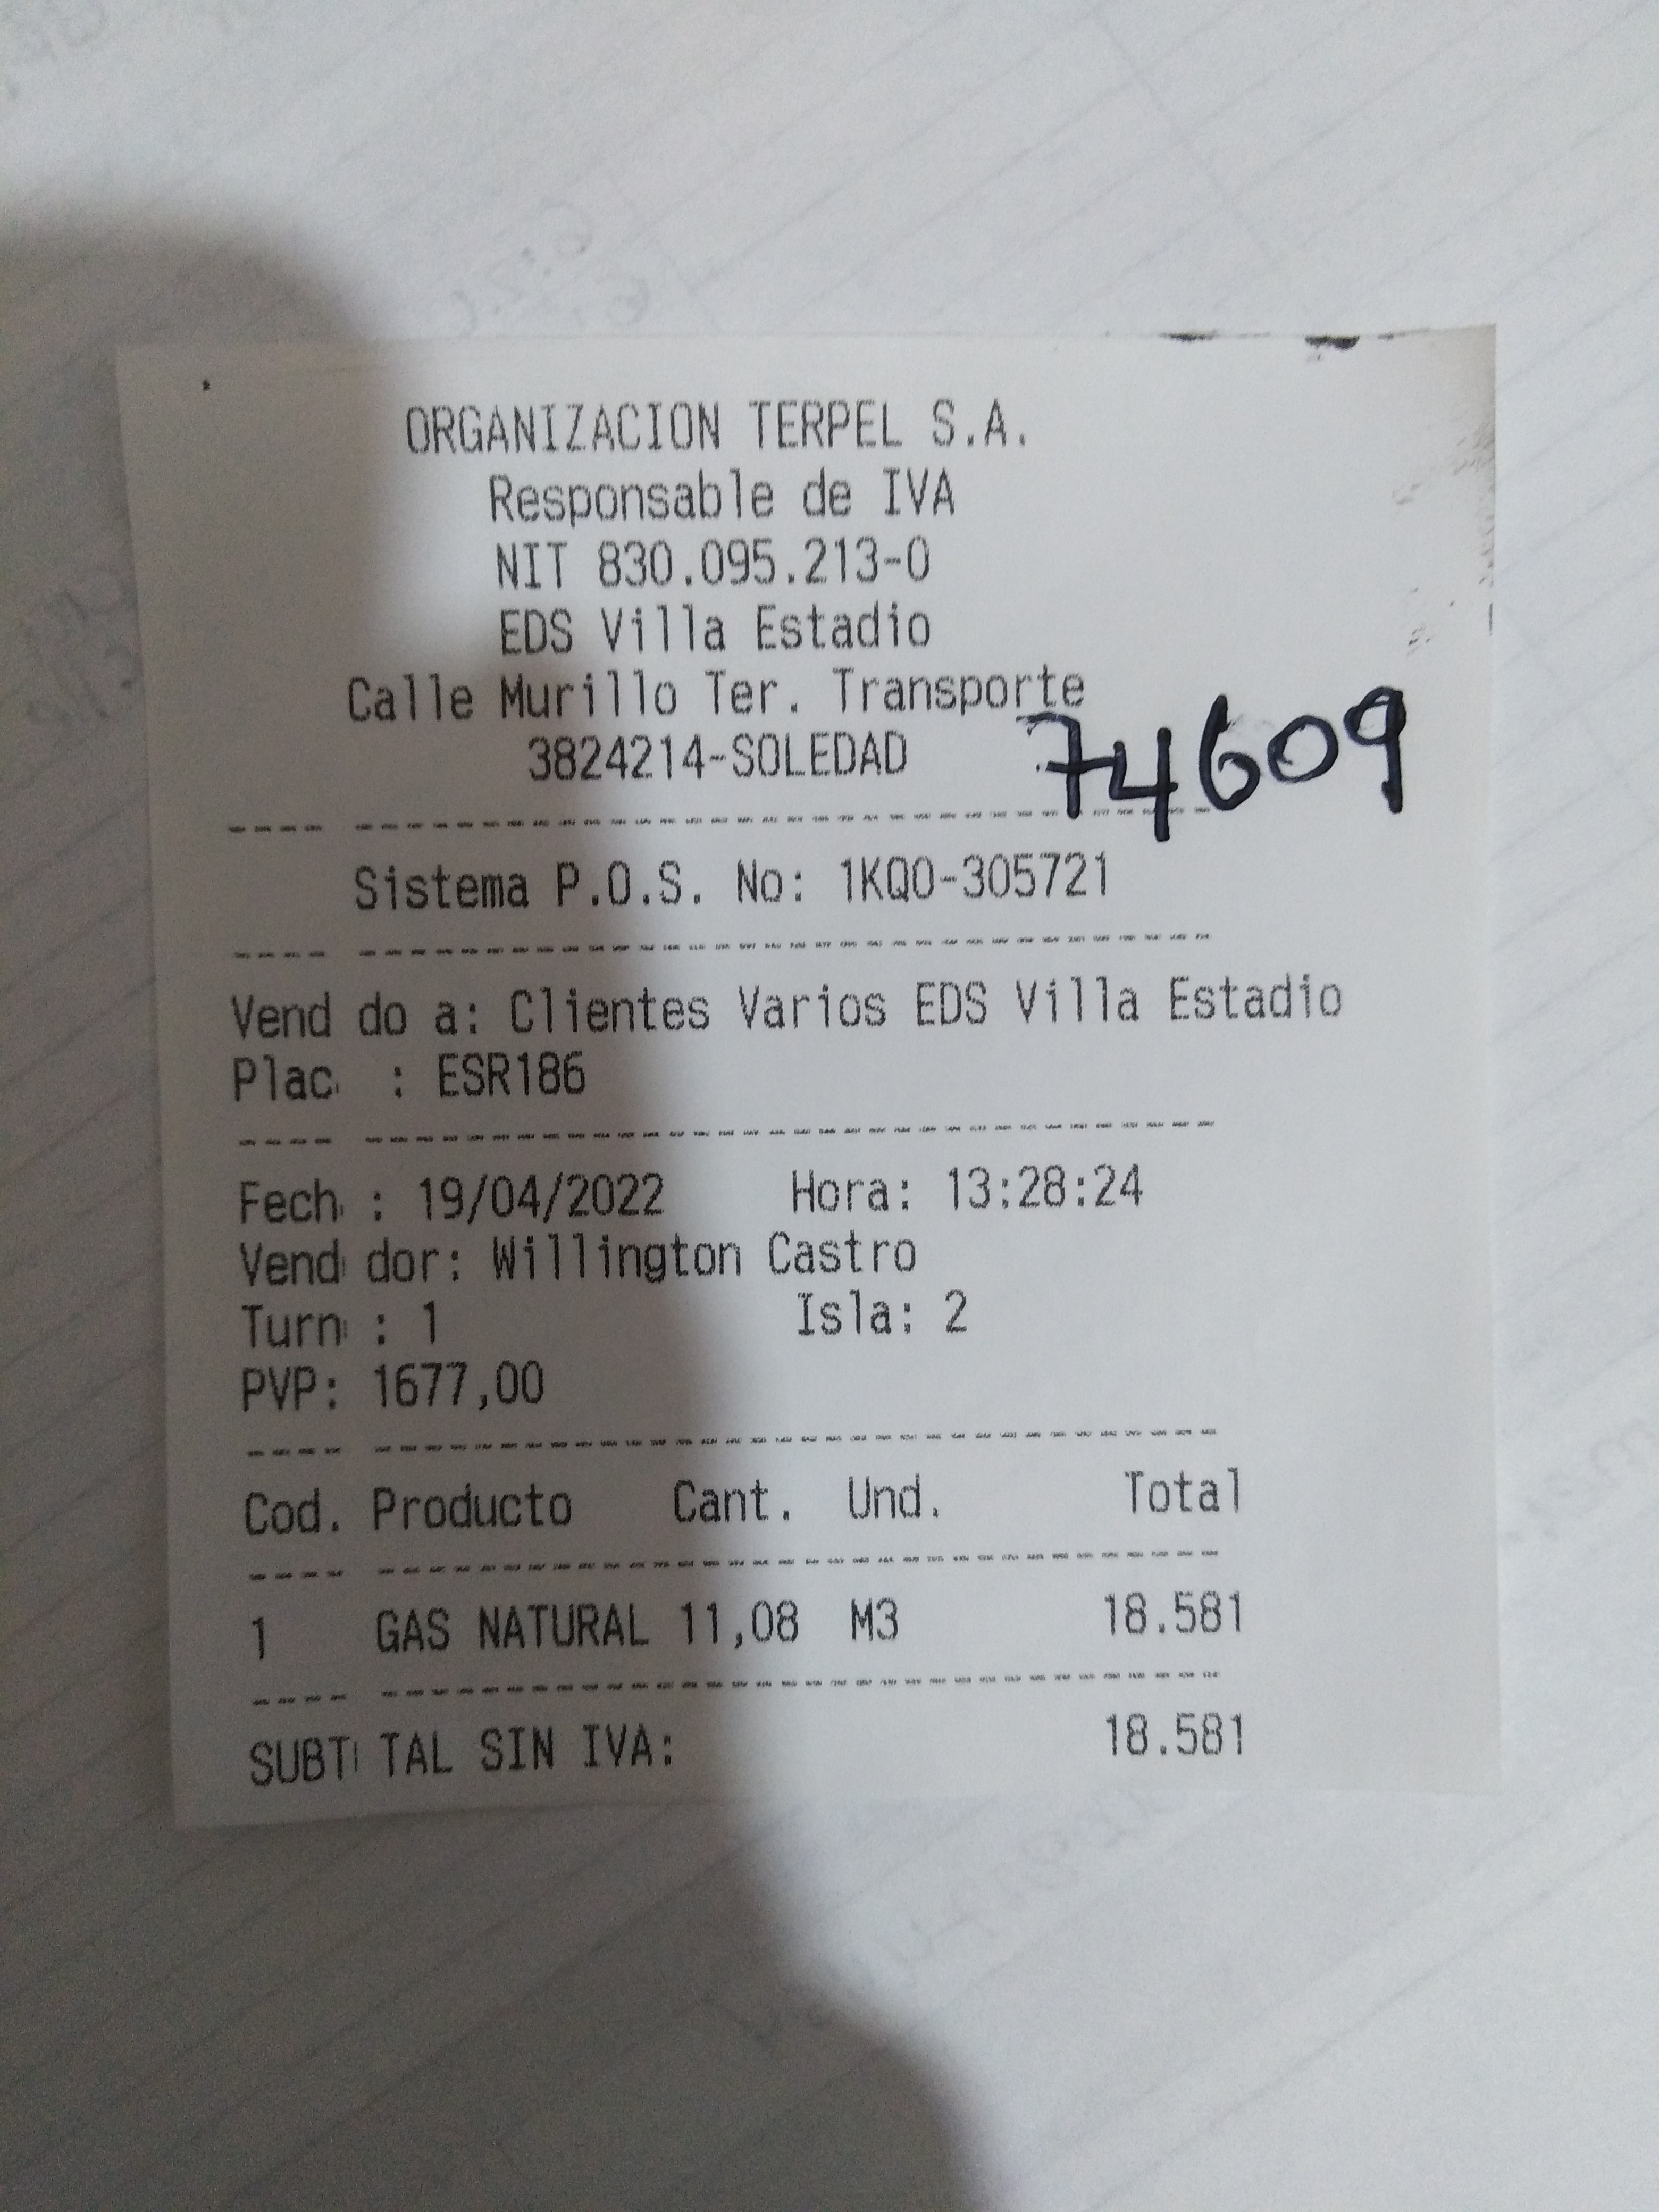 ORGANIZACION TERPEL S.A.
Responsable de IVA
NIT 830.095.213-0
EDS Villa Estadio
Calle Murillo Ter. Transporte
3824214-SOLEDAD 74609
Sistema P.O.S. No: 1KQ0-305721
Vend do a: Clientes Varios EDS Villa Estadio
Plac : ESR186
Fech : 19/04/2022 Hora: 13:28:24
Vend dor: Willington Castro
Turn : 1 Isla: 2
PVP: 1677,00
Cod. Producto Cant. Und. Total
1 GAS NATURAL 11,08 M3 18.581
SUBT TAL SIN IVA: 18.581